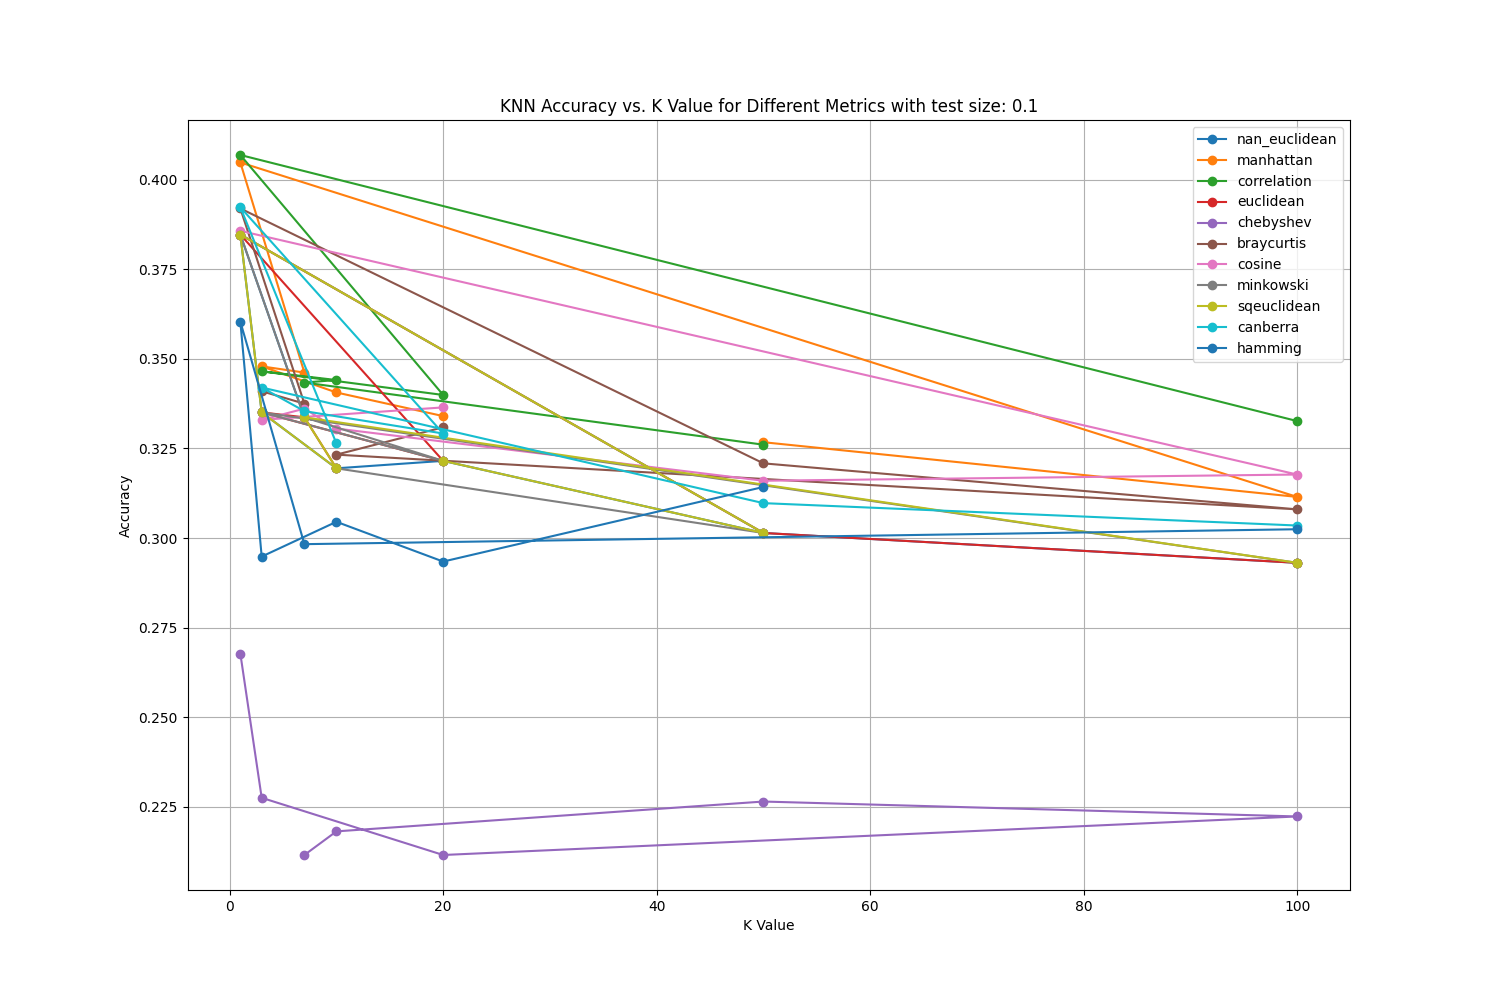 KNN Accuracy vs. K Value for Different Metrics with test size: 0.1
nan_euclidean
manhattan
correlation
euclidean
chebyshev
braycurtis
cosine
minkowski
sqeuclidean
canberra
hamming
Accuracy
0.400
0.375
0.350
0.325
0.300
0.275
0.250
0.225
0 20 40 60 80 100
K Value